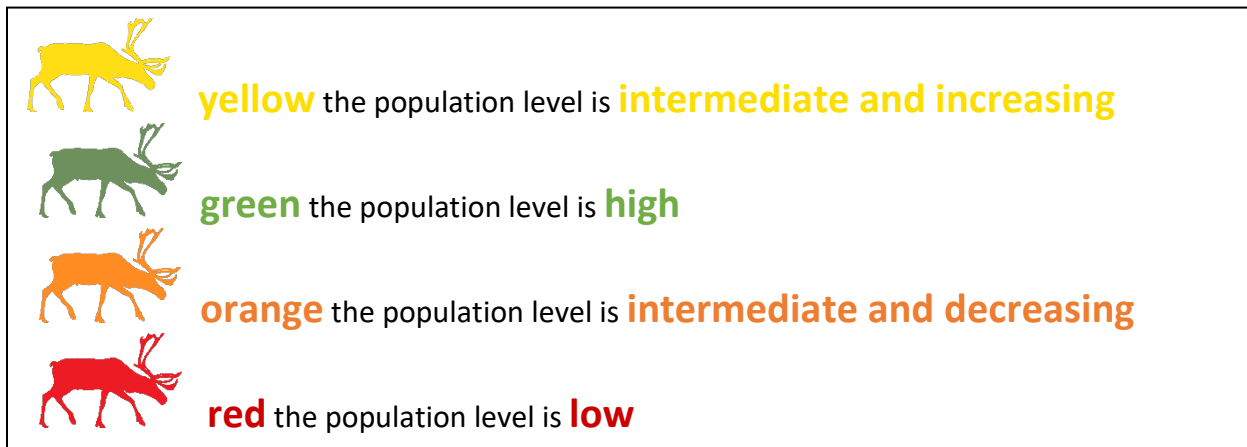 yellow the population level is intermediate and increasing
green the population level is high
orange the population level is intermediate and decreasing
red the population level is low